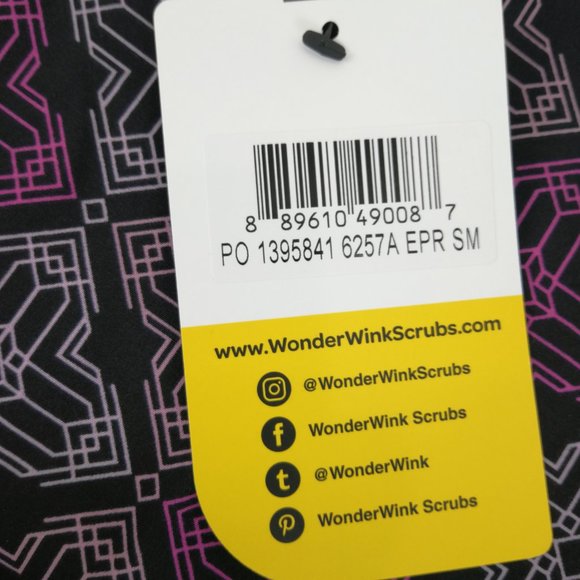 8 89610 49008 7
PO 1395841 6257A EPR SM
www.WonderWinkScrubs.com
@WonderWinkScrubs
f WonderWink Scrubs
t @WonderWink
WonderWink Scrubs